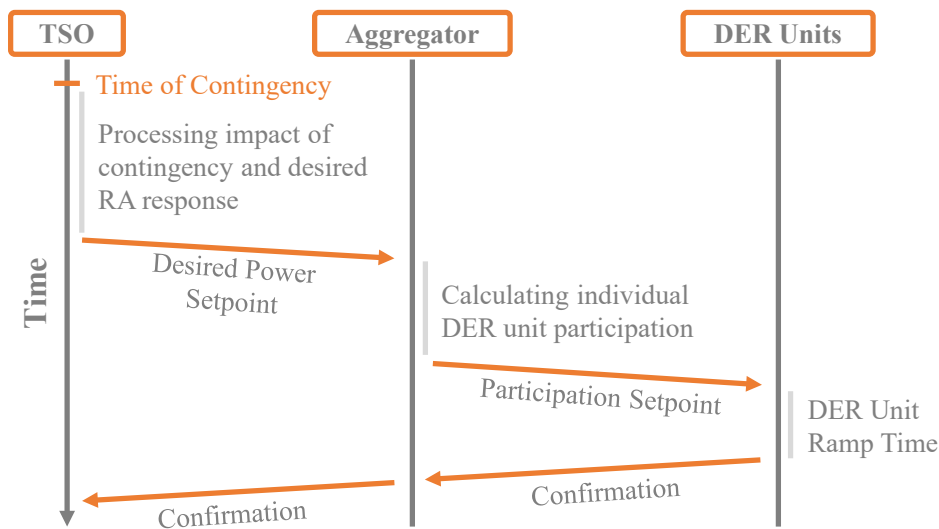 TSO
Aggregator
DER Units
Time of Contingency
Processing impact of
contingency and desired
RA response
Desired Power
Setpoint
Time
Calculating individual
DER unit participation
Participation Setpoint
DER Unit
Ramp Time
Confirmation
Confirmation